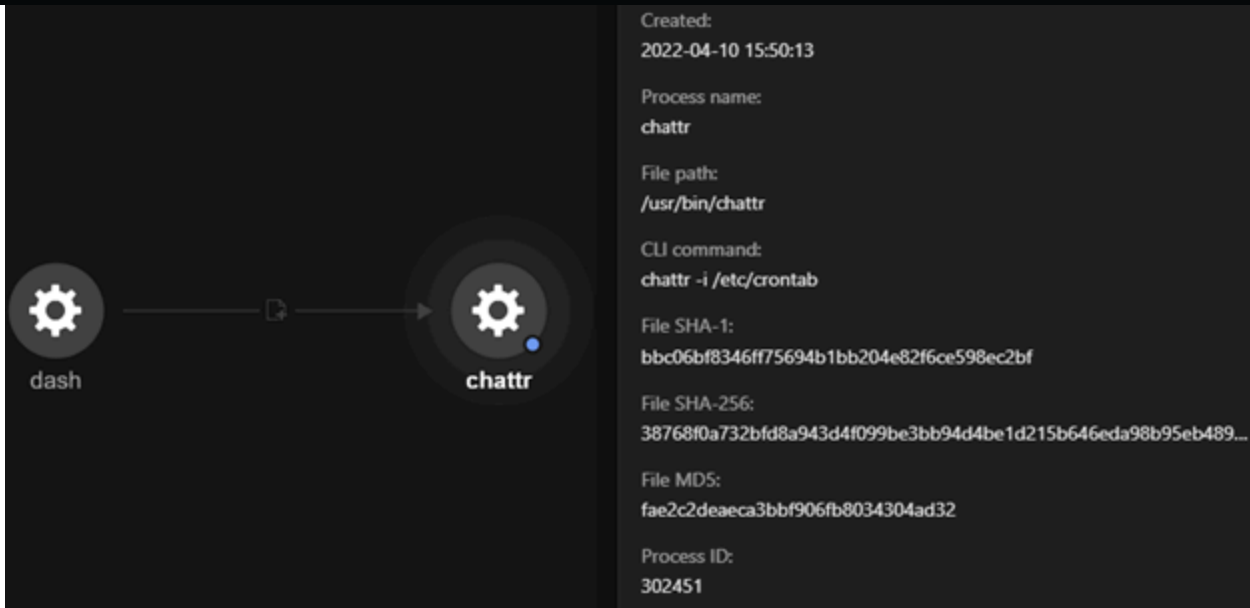 dash
chattr
Created:
2022-04-10 15:50:13
Process name:
chattr
File path:
/usr/bin/chattr
CLI command:
chattr -i /etc/crontab
File SHA-1:
bbc06bf8346ff75694b1bb204e82f6ce598ec2bf
File SHA-256:
38768f0a732bfd8a943d4f099be3bb94d4be1d215b646eda98b95eb489...
File MD5:
fae2c2deaeca3bbf906fb8034304ad32
Process ID:
302451